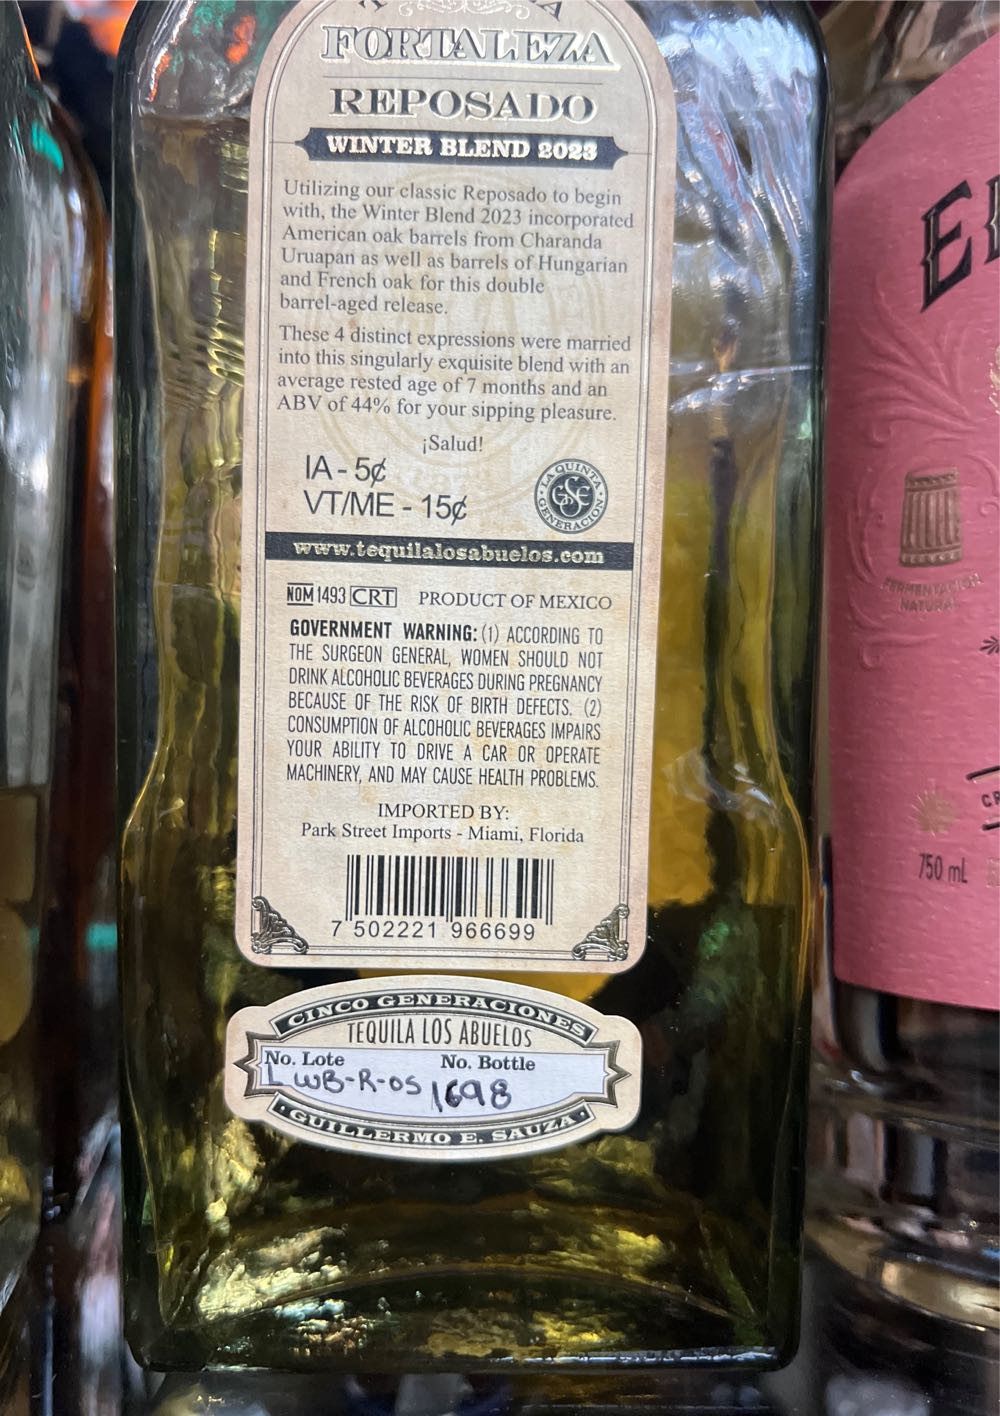 FORTALEZA
REPOSADO
WINTER BLEND 2023
Utilizing our classic Reposado to begin
with, the Winter Blend 2023 incorporated
American oak barrels from Charanda
Uruapan as well as barrels of Hungarian
and French oak for this double
barrel-aged release.
These 4 distinct expressions were married
into this singularly exquisite blend with an
average rested age of 7 months and an
ABV of 44% for your sipping pleasure.
¡Salud!
IA - 5¢
VT/ME - 15¢
LA QUINTA
GENERACION
www.tequilalosabuelos.com
NOM 1493 CRT PRODUCT OF MEXICO
GOVERNMENT WARNING: (1) ACCORDING TO
THE SURGEON GENERAL, WOMEN SHOULD NOT
DRINK ALCOHOLIC BEVERAGES DURING PREGNANCY
BECAUSE OF THE RISK OF BIRTH DEFECTS. (2)
CONSUMPTION OF ALCOHOLIC BEVERAGES IMPAIRS
YOUR ABILITY TO DRIVE A CAR OR OPERATE
MACHINERY, AND MAY CAUSE HEALTH PROBLEMS.
IMPORTED BY:
Park Street Imports - Miami, Florida
7 502221 966699
CINCO GENERACIONES
TEQUILA LOS ABUELOS
No. Lote No. Bottle
LWB-R-05 1698
GUILLERMO E. SAUZA
FERMENTACION
NATURAL
750 mL